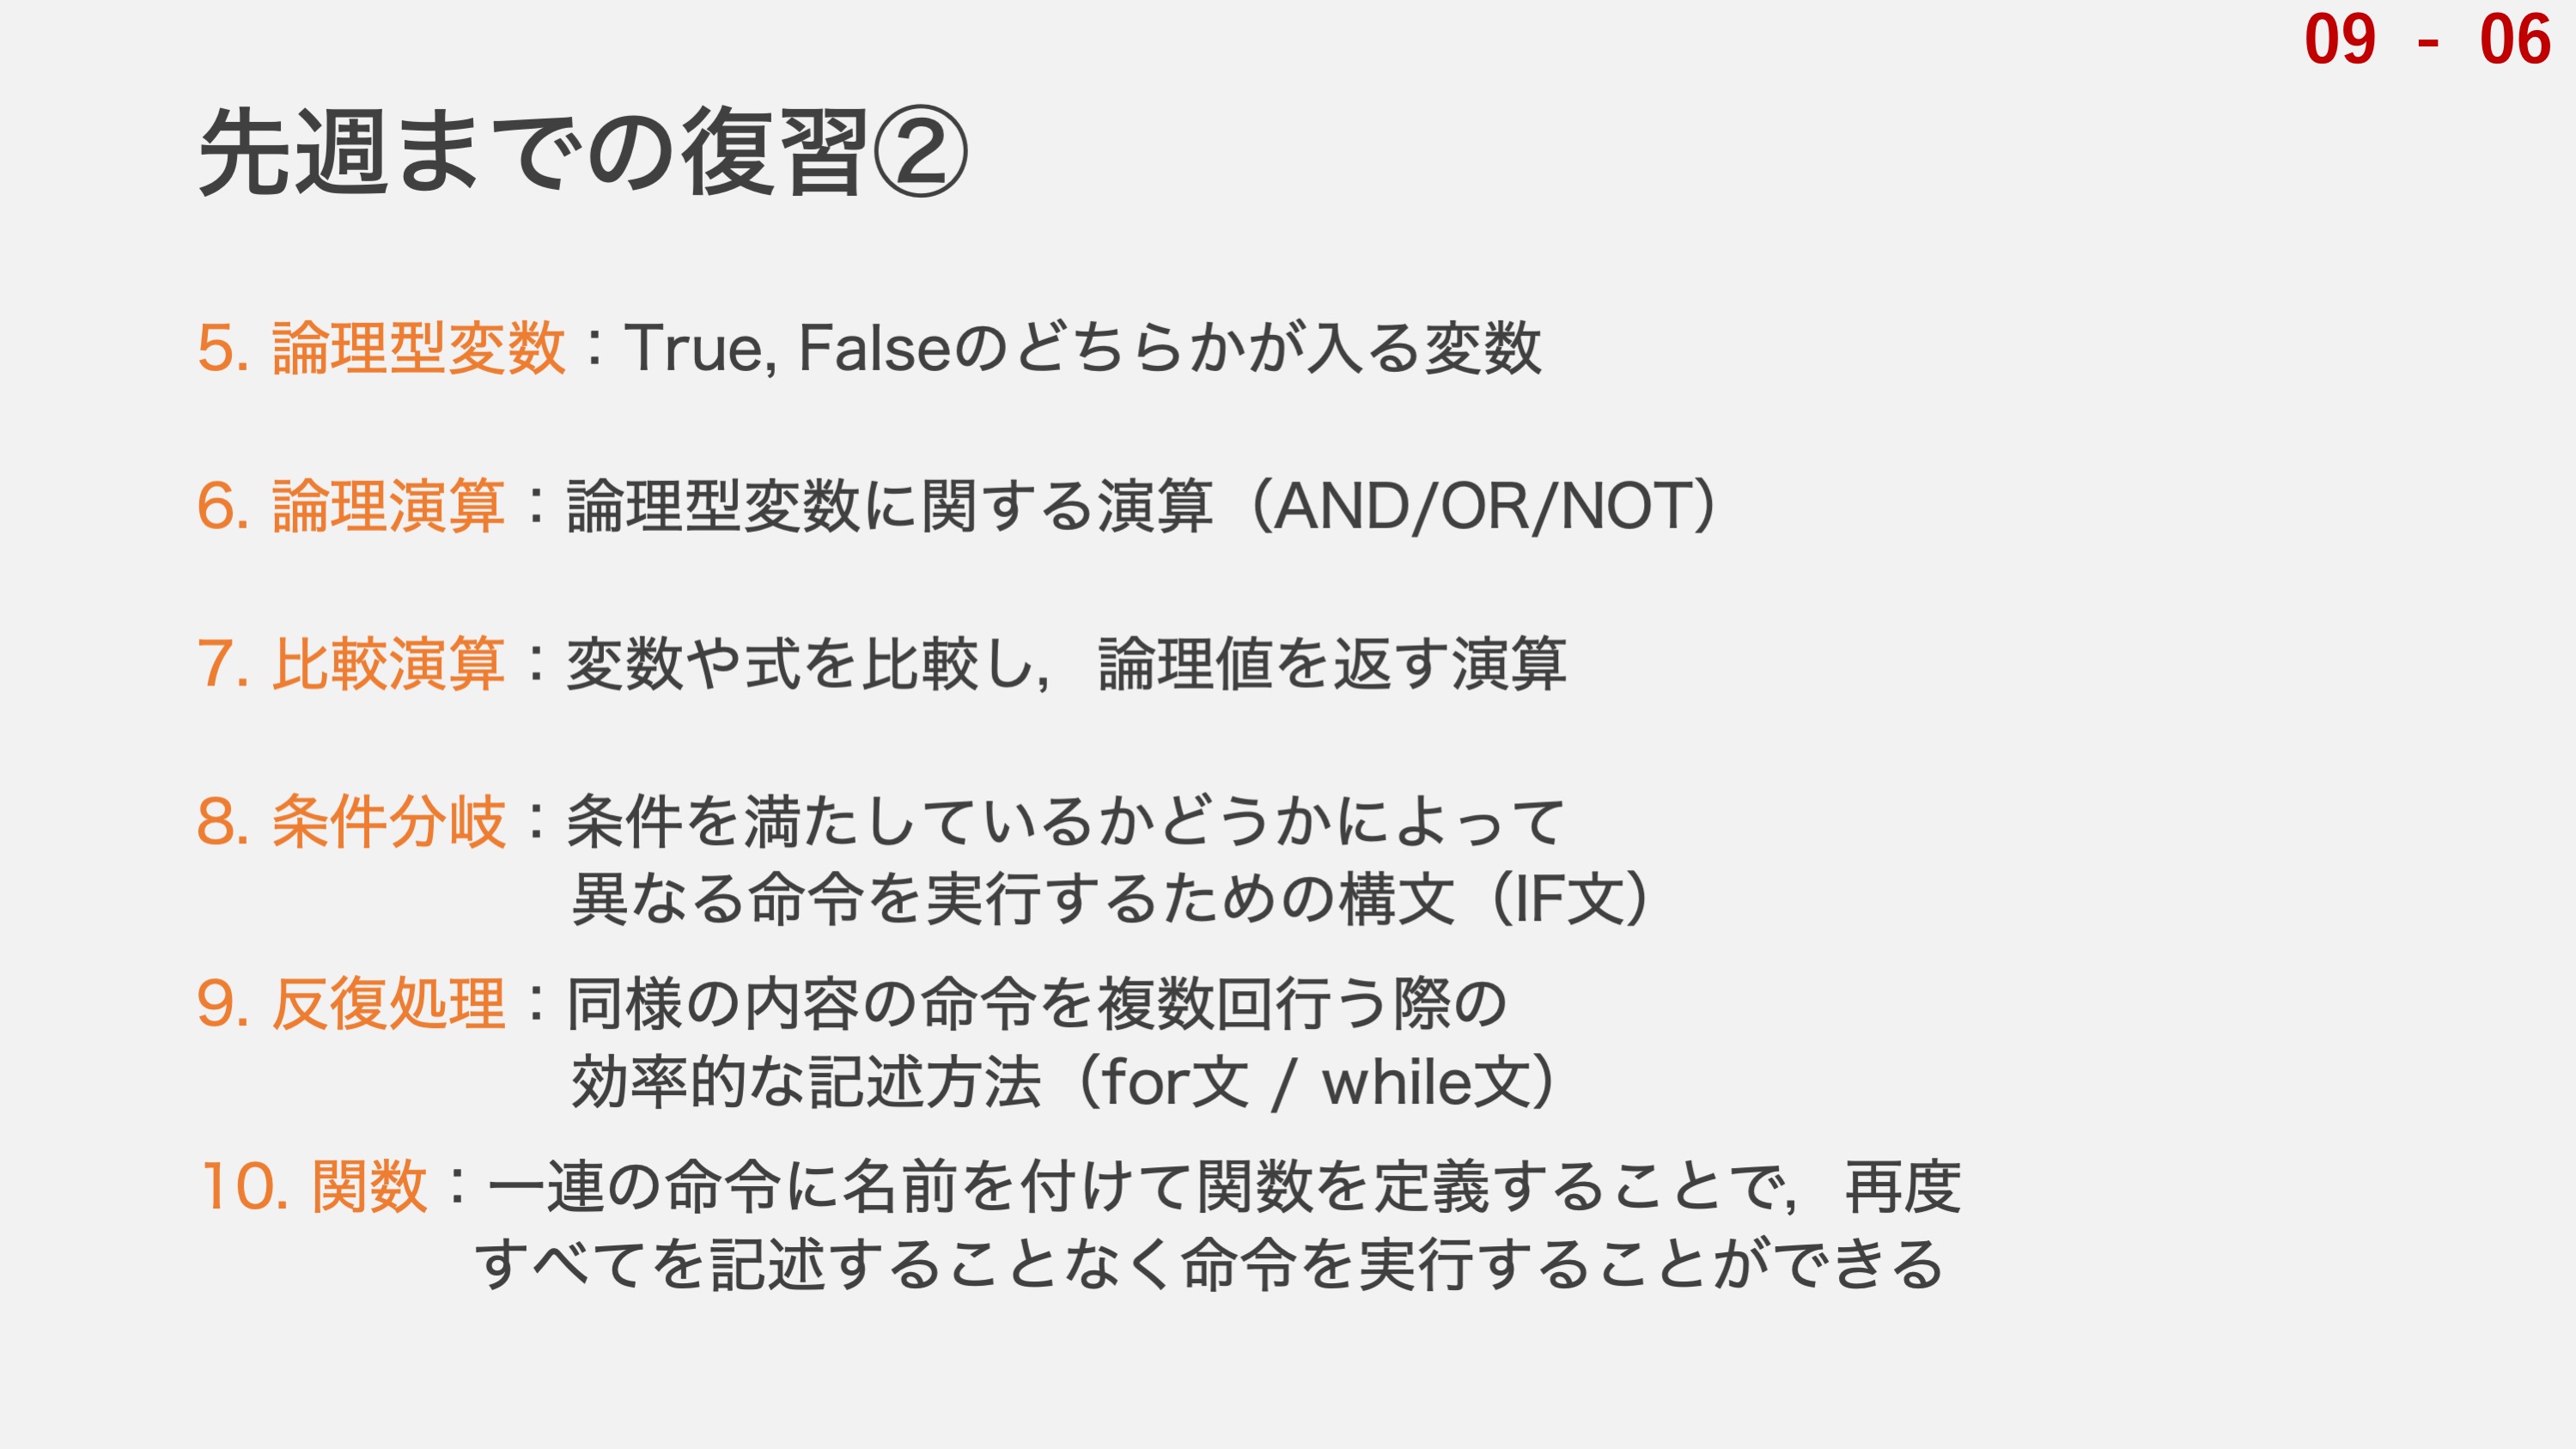 09 - 06
先週までの復習②
5. 論理型変数：True, Falseのどちらかが入る変数
6. 論理演算：論理型変数に関する演算（AND/OR/NOT）
7. 比較演算：変数や式を比較し，論理値を返す演算
8. 条件分岐：条件を満たしているかどうかによって
異なる命令を実行するための構文（IF文）
9. 反復処理：同様の内容の命令を複数回行う際の
効率的な記述方法（for文 / while文）
10. 関数：一連の命令に名前を付けて関数を定義することで，再度
すべてを記述することなく命令を実行することができる